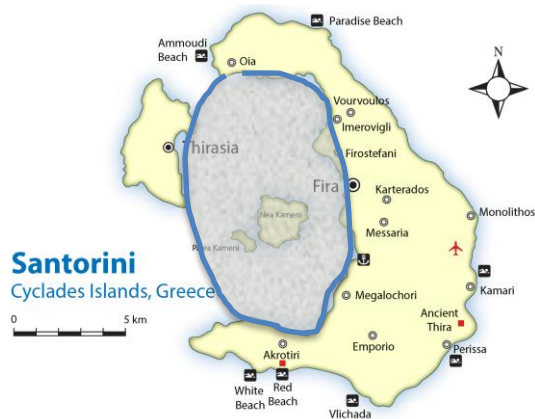 Paradise Beach
Ammoudi
Beach
Oia
N
Vourvoulos
Imerovigli
Thirasia
Firostefani
Fira
Karterados
Nea Kameni
Monolithos
Messaria
Palea Kameni
Santorini
Cyclades Islands, Greece
Kamari
Megalochori
0
5 km
Ancient
Thira
Emporio
Perissa
Akrotiri
White
Beach
Red
Beach
Vlichada